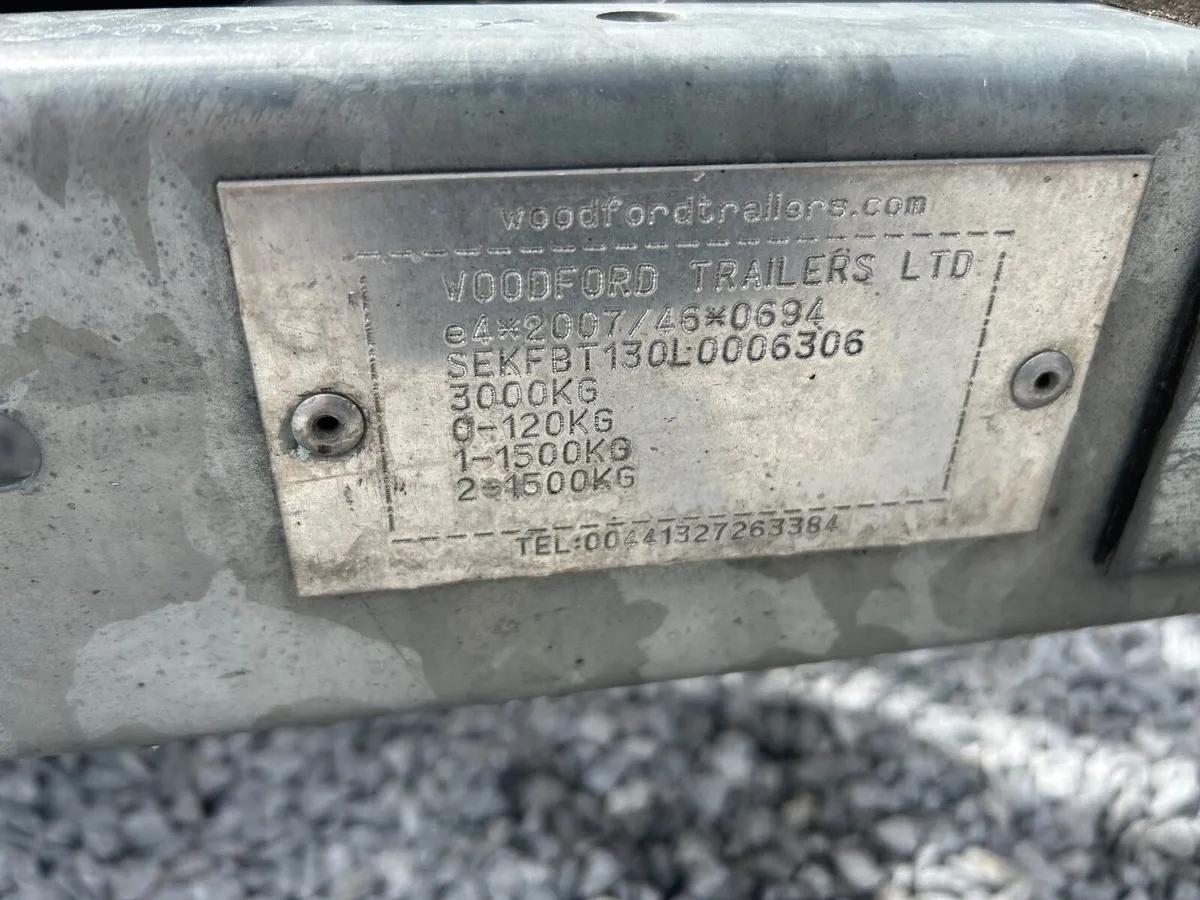 woodfordtrailers.com
WOODFORD TRAILERS LTD
e4*2007/46*0694
SEKFBT130L0006306
3000KG
0-120KG
1-1500KG
2-1500KG
TEL:00441327263384